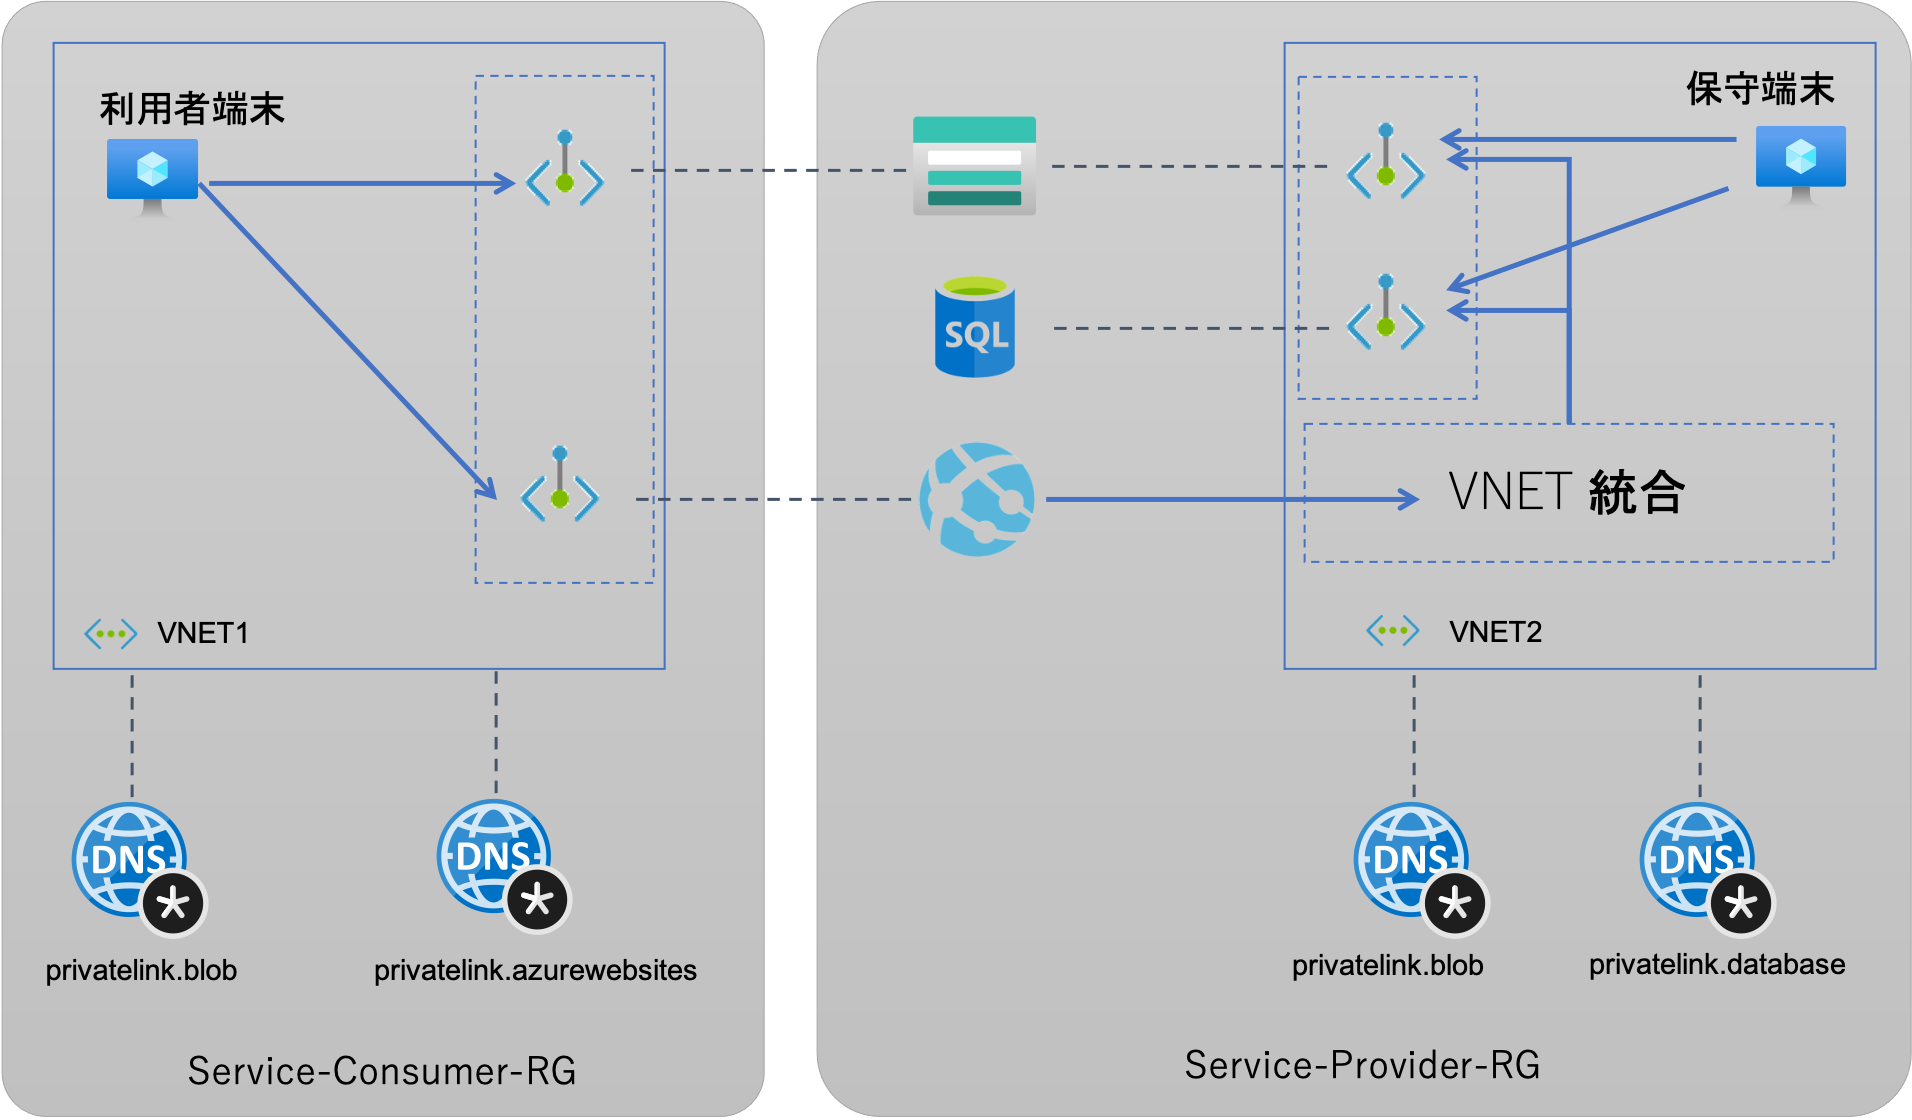 利用者端末
保守端末
SQL
VNET 統合
VNET1
VNET2
DNS
DNS
DNS
DNS
privatelink.blob
privatelink.azurewebsites
privatelink.blob
privatelink.database
Service-Consumer-RG
Service-Provider-RG